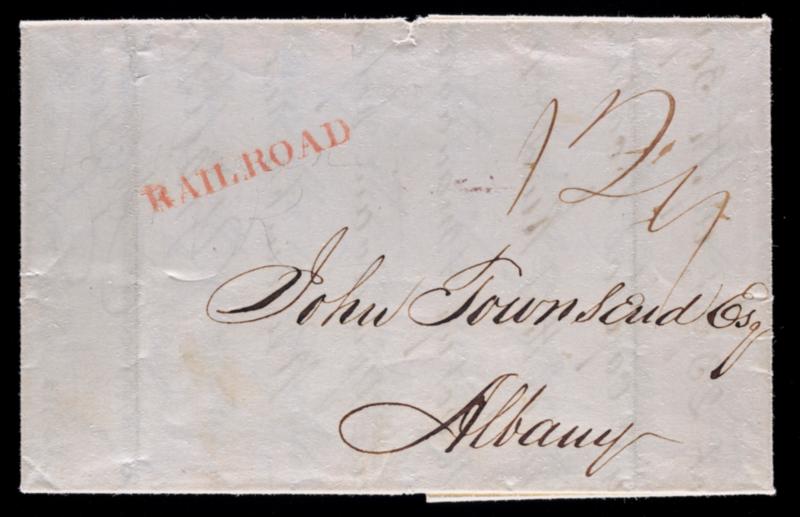 RAILROAD
12½
John Townsend Esq
Albany